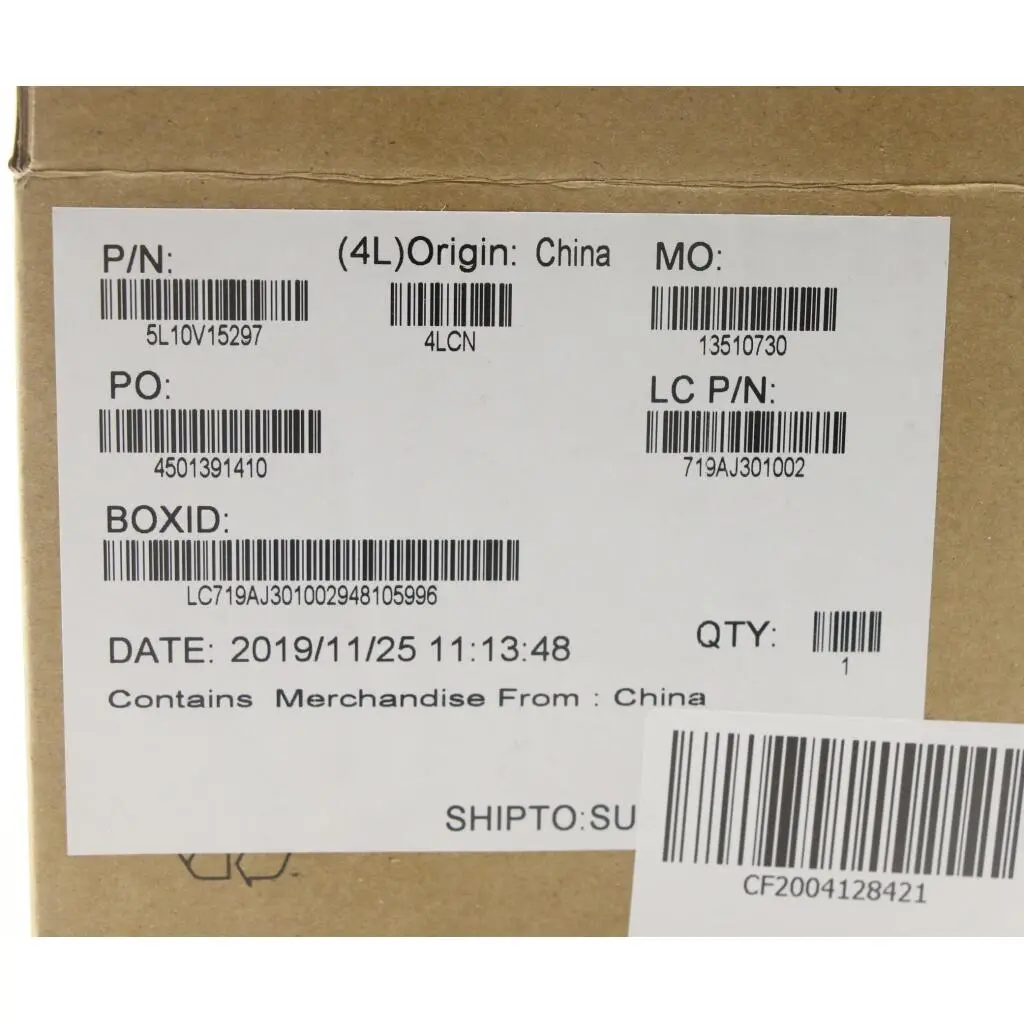 P/N: (4L)Origin: China MO:
5L10V15297 4LCN 13510730
PO: LC P/N:
4501391410 719AJ301002
BOXID:
LC719AJ301002948105996
DATE: 2019/11/25 11:13:48 QTY:
1
Contains Merchandise From : China
SHIPTO:SU
CF2004128421